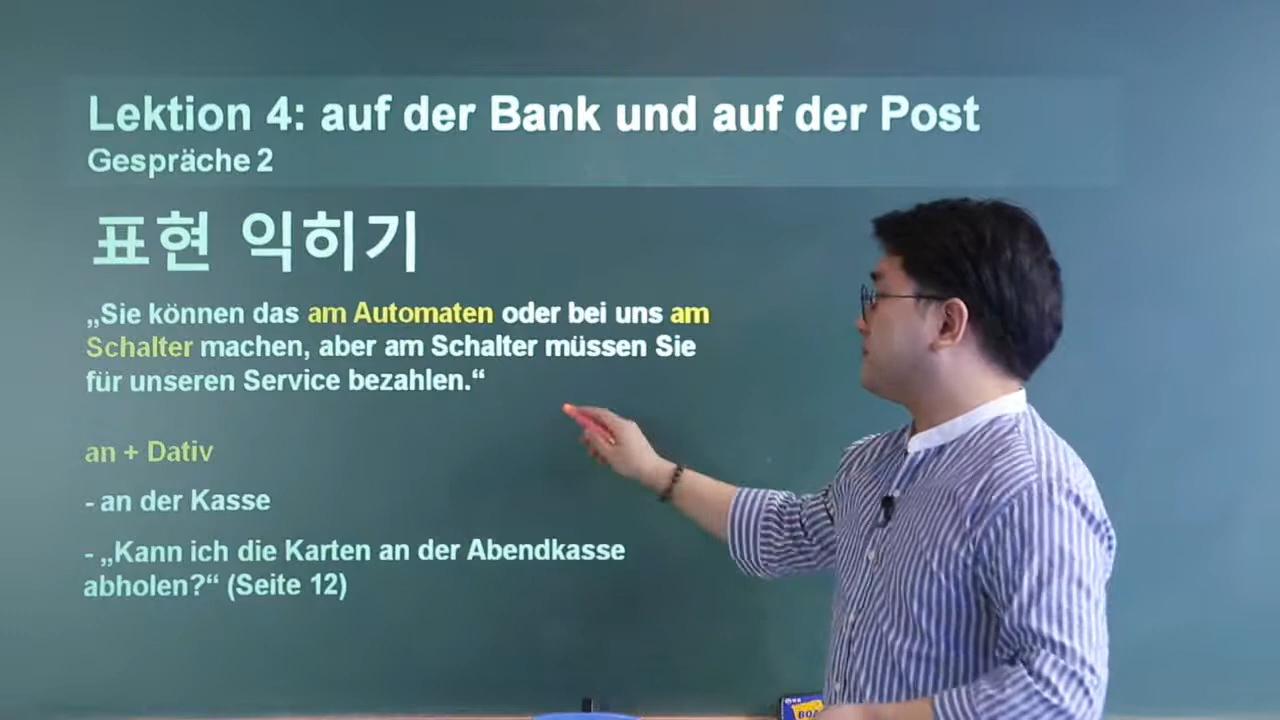 Lektion 4: auf der Bank und auf der Post
Gespräche 2
표현 익히기
„Sie können das am Automaten oder bei uns am
Schalter machen, aber am Schalter müssen Sie
für unseren Service bezahlen.“
an + Dativ
- an der Kasse
- „Kann ich die Karten an der Abendkasse
abholen?“ (Seite 12)